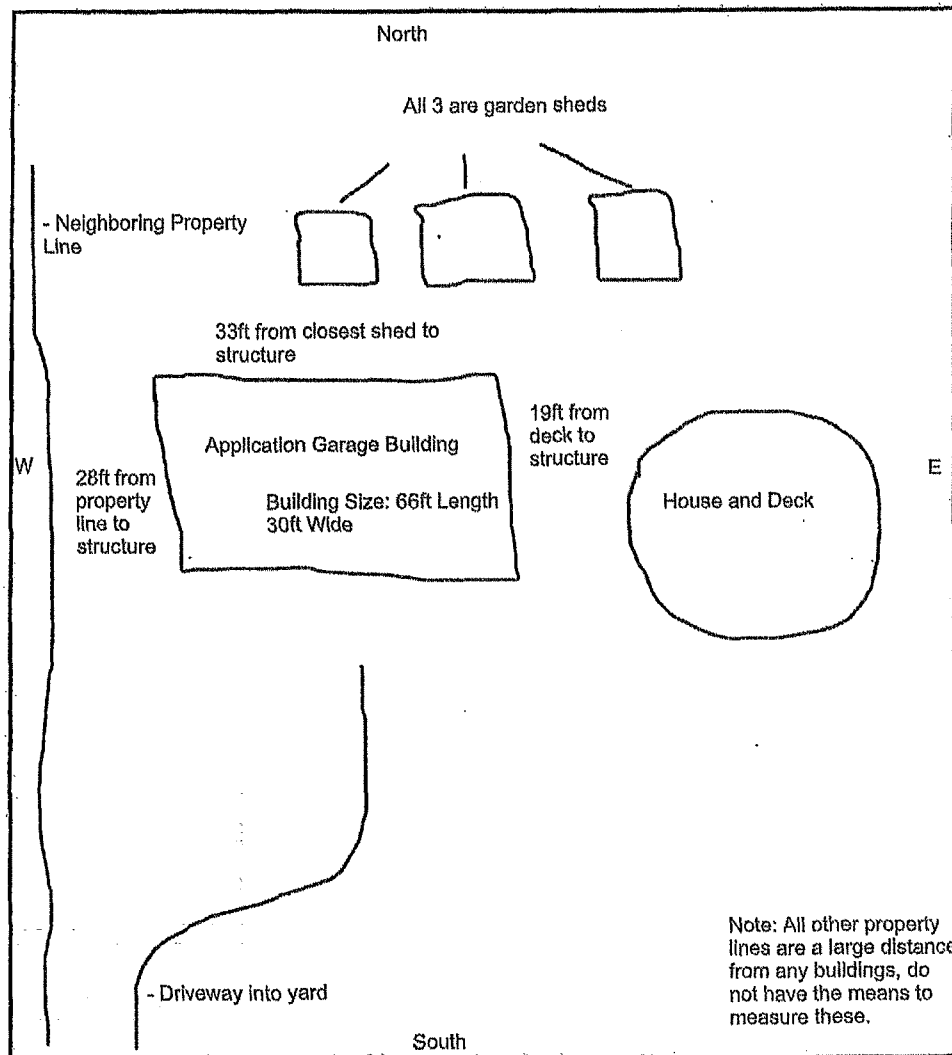 North
All 3 are garden sheds
- Neighboring Property
Line
33ft from closest shed to
structure
19ft from
deck to
structure
Application Garage Building
W
E
28ft from
property
line to
structure
Building Size: 66ft Length
30ft Wide
House and Deck
Note: All other property
lines are a large distance
from any buildings, do
not have the means to
measure these.
- Driveway into yard
South